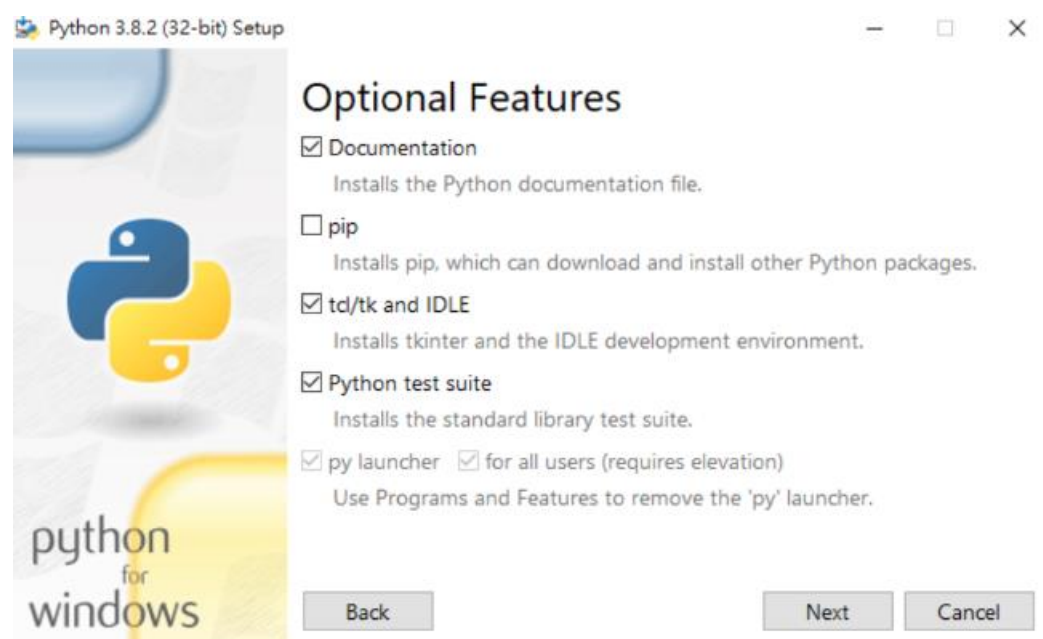 Python 3.8.2 (32-bit) Setup
Optional Features
Documentation
Installs the Python documentation file.
pip
Installs pip, which can download and install other Python packages.
tcl/tk and IDLE
Installs tkinter and the IDLE development environment.
Python test suite
Installs the standard library test suite.
py launcher for all users (requires elevation)
Use Programs and Features to remove the 'py' launcher.
python
for
windows
Back Next Cancel